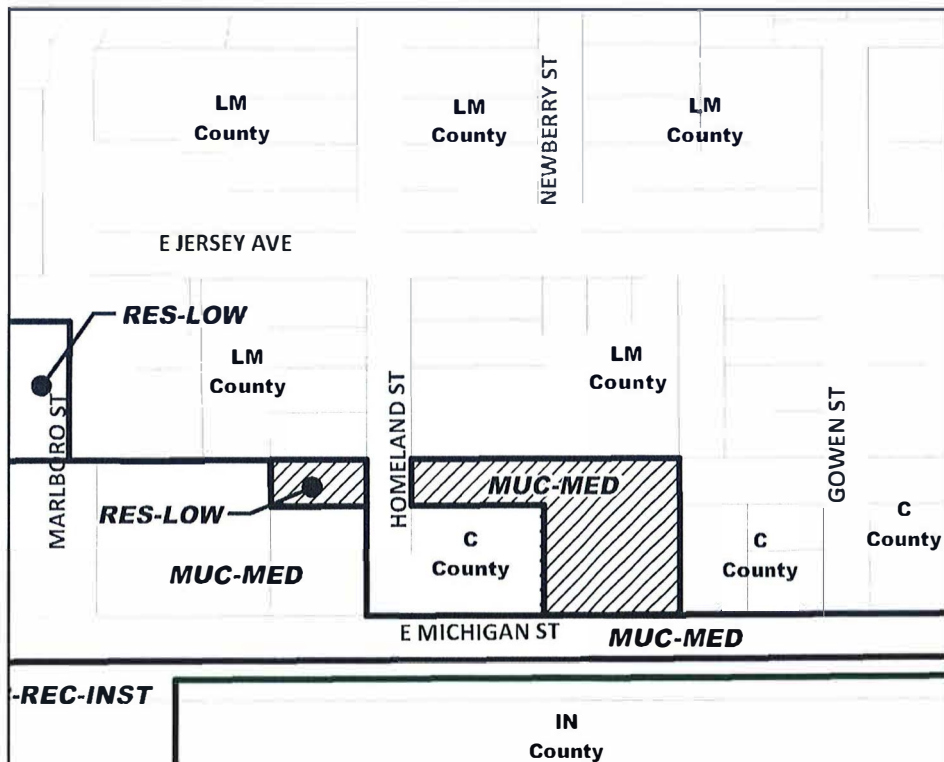 LM
County
LM
County
LM
County
NEWBERRY ST
E JERSEY AVE
RES-LOW
LM
County
LM
County
MARLBORO ST
HOMELAND ST
GOWEN ST
RES-LOW
MUC-MED
MUC-MED
C
County
C
County
C
County
E MICHIGAN ST
MUC-MED
-REC-INST
IN
County